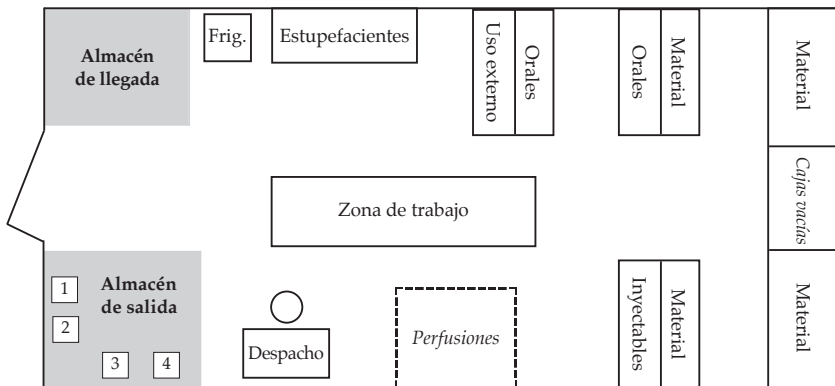 Almacén
de llegada
Frig.
Estupefacientes
Uso externo
Orales
Orales
Material
Material
Zona de trabajo
Cajas vacías
1
2
Almacén
de salida
3
4
Despacho
Perfusiones
Inyectables
Material
Material